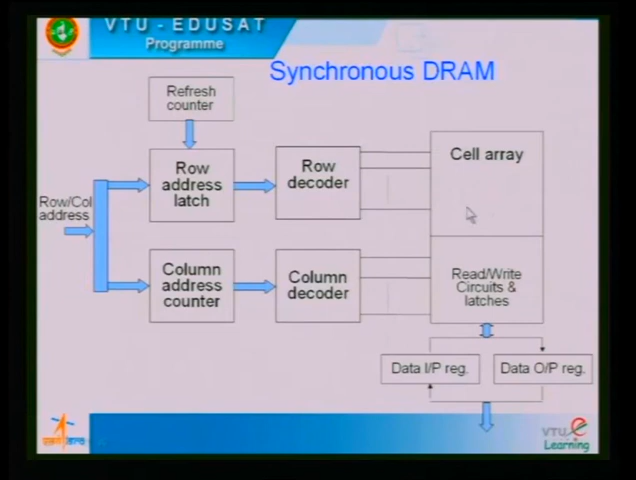 VTU - EDUSAT
Programme
Synchronous DRAM
Refresh
counter
Row
address
latch
Row
decoder
Cell array
Row/Col
address
Column
address
counter
Column
decoder
Read/Write
Circuits &
latches
Data I/P reg.
Data O/P reg.
VTU e
Learning